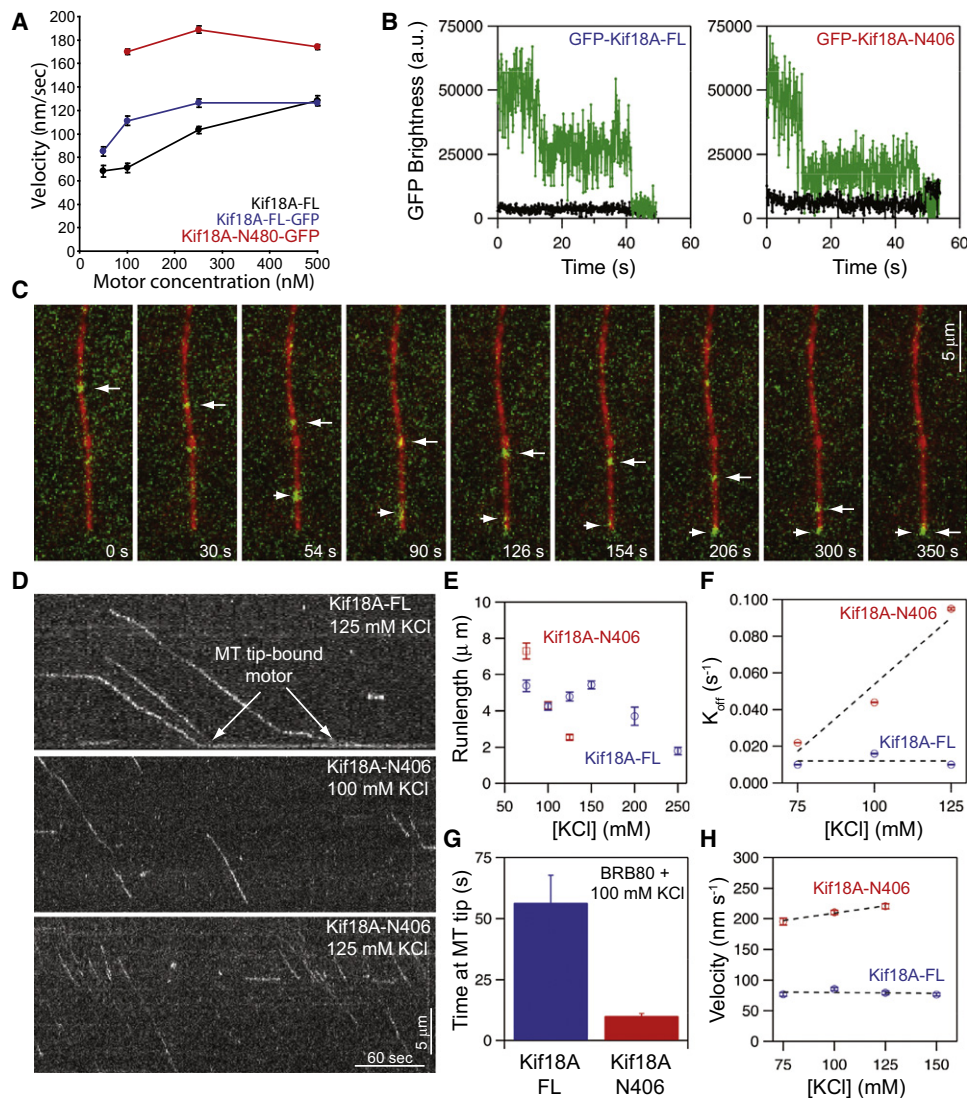 A
Velocity (nm/sec)
200
180
160
140
120
100
80
60
40
20
0
100
200
300
400
500
Motor concentration (nM)
Kif18A-FL
Kif18A-FL-GFP
Kif18A-N480-GFP
B
GFP Brightness (a.u.)
75000
50000
25000
0
0
20
40
60
Time (s)
GFP-Kif18A-FL
75000
50000
25000
0
0
20
40
60
Time (s)
GFP-Kif18A-N406
C
0 s
30 s
54 s
90 s
126 s
154 s
206 s
300 s
350 s
5 μm
D
Kif18A-FL
125 mM KCl
MT tip-bound
motor
Kif18A-N406
100 mM KCl
Kif18A-N406
125 mM KCl
5 μm
60 sec
E
Runlength (μ m)
10
8
6
4
2
0
50
100
150
200
250
[KCl] (mM)
Kif18A-N406
Kif18A-FL
F
Koff (s-1)
0.100
0.080
0.060
0.040
0.020
0.000
75
100
125
[KCl] (mM)
Kif18A-N406
Kif18A-FL
G
Time at MT tip (s)
75
50
25
0
BRB80 +
100 mM KCl
Kif18A
FL
Kif18A
N406
H
Velocity (nm s-1)
300
250
200
150
100
50
0
75
100
125
150
[KCl] (mM)
Kif18A-N406
Kif18A-FL